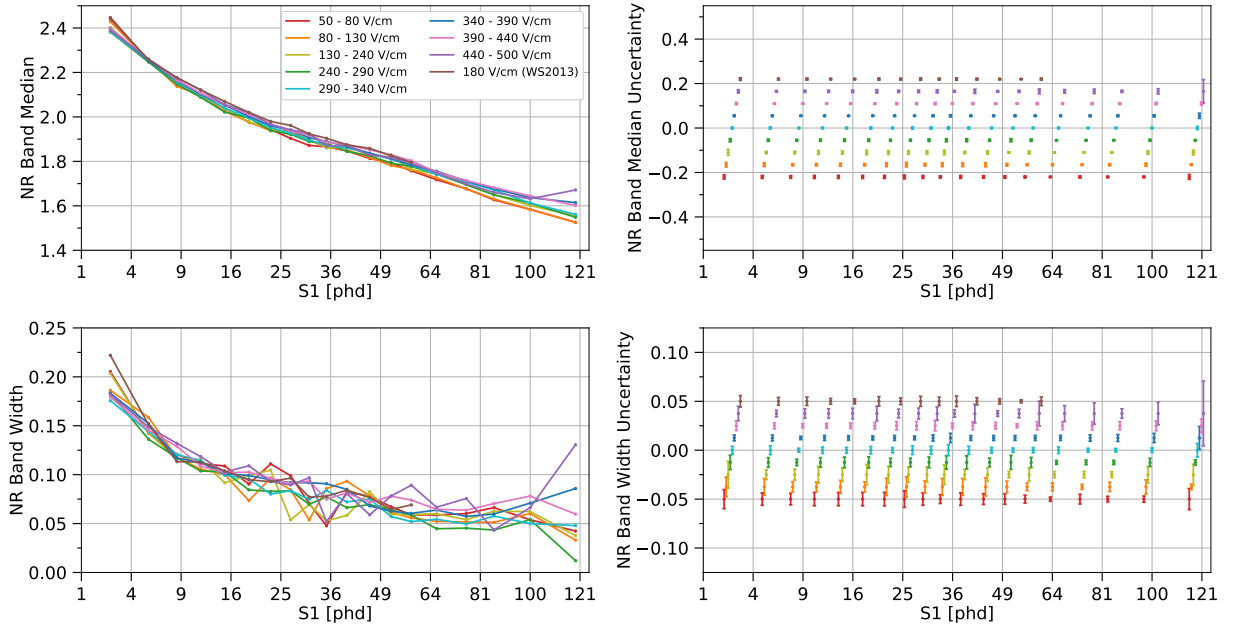 NR Band Median
2.4
2.2
2.0
1.8
1.6
1.4
50 - 80 V/cm
80 - 130 V/cm
130 - 240 V/cm
240 - 290 V/cm
290 - 340 V/cm
340 - 390 V/cm
390 - 440 V/cm
440 - 500 V/cm
180 V/cm (WS2013)
1 4 9 16 25 36 49 64 81 100 121
S1 [phd]
NR Band Median Uncertainty
0.4
0.2
0.0
−0.2
−0.4
1 4 9 16 25 36 49 64 81 100 121
S1 [phd]
NR Band Width
0.25
0.20
0.15
0.10
0.05
0.00
1 4 9 16 25 36 49 64 81 100 121
S1 [phd]
NR Band Width Uncertainty
0.10
0.05
0.00
−0.05
−0.10
1 4 9 16 25 36 49 64 81 100 121
S1 [phd]